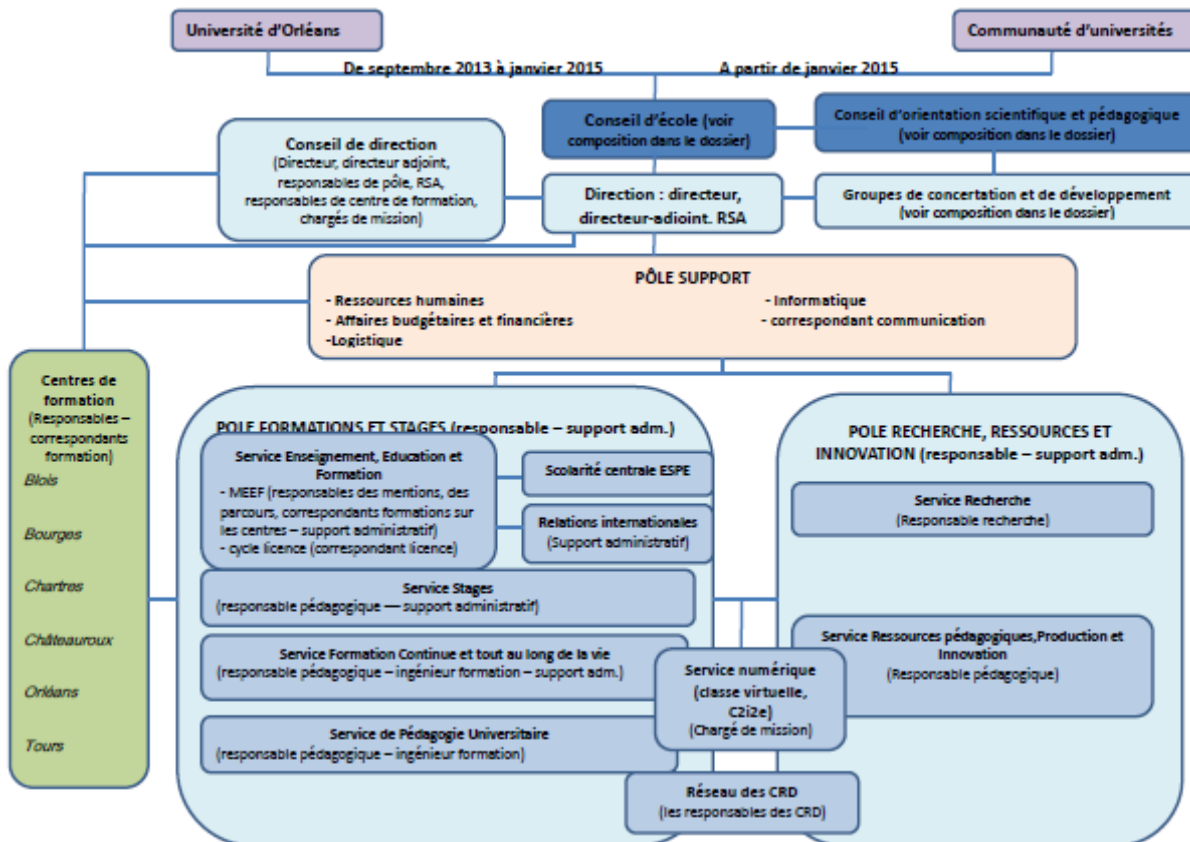 Université d'Orléans
Communauté d'universités
De septembre 2013 à janvier 2015
A partir de janvier 2015
Conseil d'école (voir
composition dans le dossier)
Conseil d'orientation scientifique et pédagogique
(voir composition dans le dossier)
Conseil de direction
(Directeur, directeur adjoint,
responsables de pôle, RSA,
responsables de centre de formation,
chargés de mission)
Direction : directeur,
directeur-adjoint. RSA
Groupes de concertation et de développement
(voir composition dans le dossier)
PÔLE SUPPORT
- Ressources humaines
- Affaires budgétaires et financières
-Logistique
- Informatique
- correspondant communication
Centres de
formation
(Responsables –
correspondants
formation)
Blois
Bourges
Chartres
Châteauroux
Orléans
Tours
POLE FORMATIONS ET STAGES (responsable – support adm.)
Service Enseignement, Education et
Formation
- MEEF (responsables des mentions, des
parcours, correspondants formations sur
les centres – support administratif)
- cycle licence (correspondant licence)
Scolarité centrale ESPE
Relations internationales
(Support administratif)
Service Stages
(responsable pédagogique — support administratif)
Service Formation Continue et tout au long de la vie
(responsable pédagogique – ingénieur formation – support adm.)
Service de Pédagogie Universitaire
(responsable pédagogique – ingénieur formation)
Service numérique
(classe virtuelle,
C2i2e)
(Chargé de mission)
Réseau des CRD
(les responsables des CRD)
POLE RECHERCHE, RESSOURCES ET
INNOVATION (responsable – support adm.)
Service Recherche
(Responsable recherche)
Service Ressources pédagogiques,Production et
Innovation
(Responsable pédagogique)